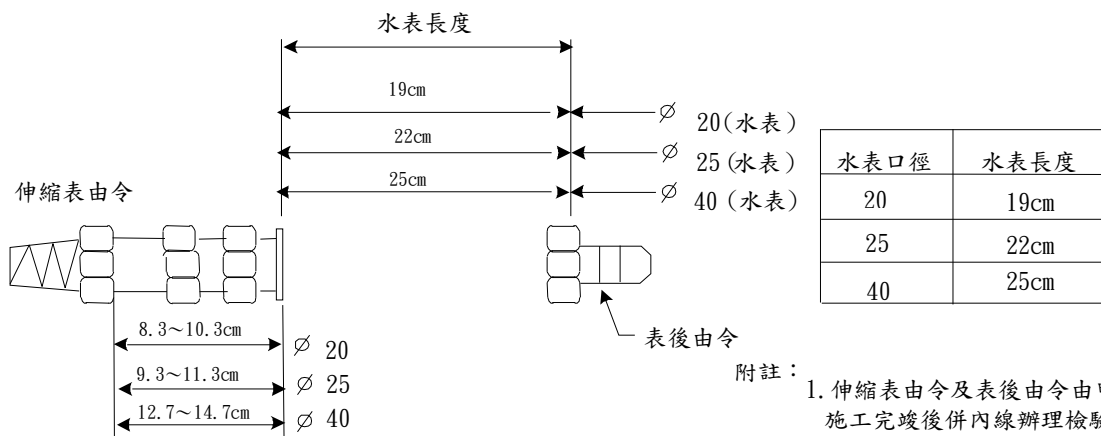 水表長度
19cm
∅ 20(水表)
22cm
∅ 25(水表)
25cm
∅ 40(水表)
伸縮表由令
水表口徑 水表長度
20 19cm
25 22cm
40 25cm
8.3~10.3cm
∅ 20
9.3~11.3cm
∅ 25
12.7~14.7cm
∅ 40
表後由令
附註：
1.伸縮表由令及表後由令由
施工完竣後併內線辦理檢驗